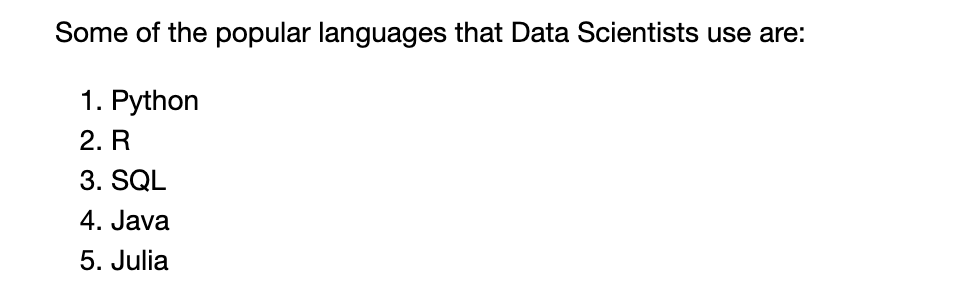 Some of the popular languages that Data Scientists use are:
1. Python
2. R
3. SQL
4. Java
5. Julia